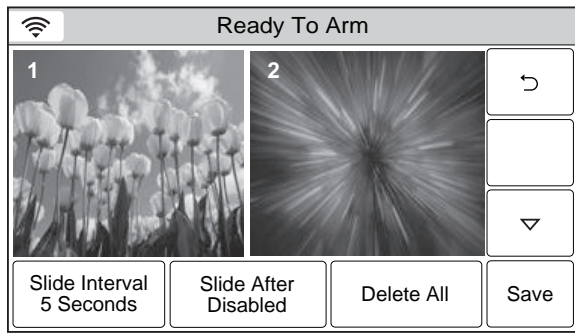 Ready To Arm
1
2
Slide Interval
5 Seconds
Slide After
Disabled
Delete All
Save